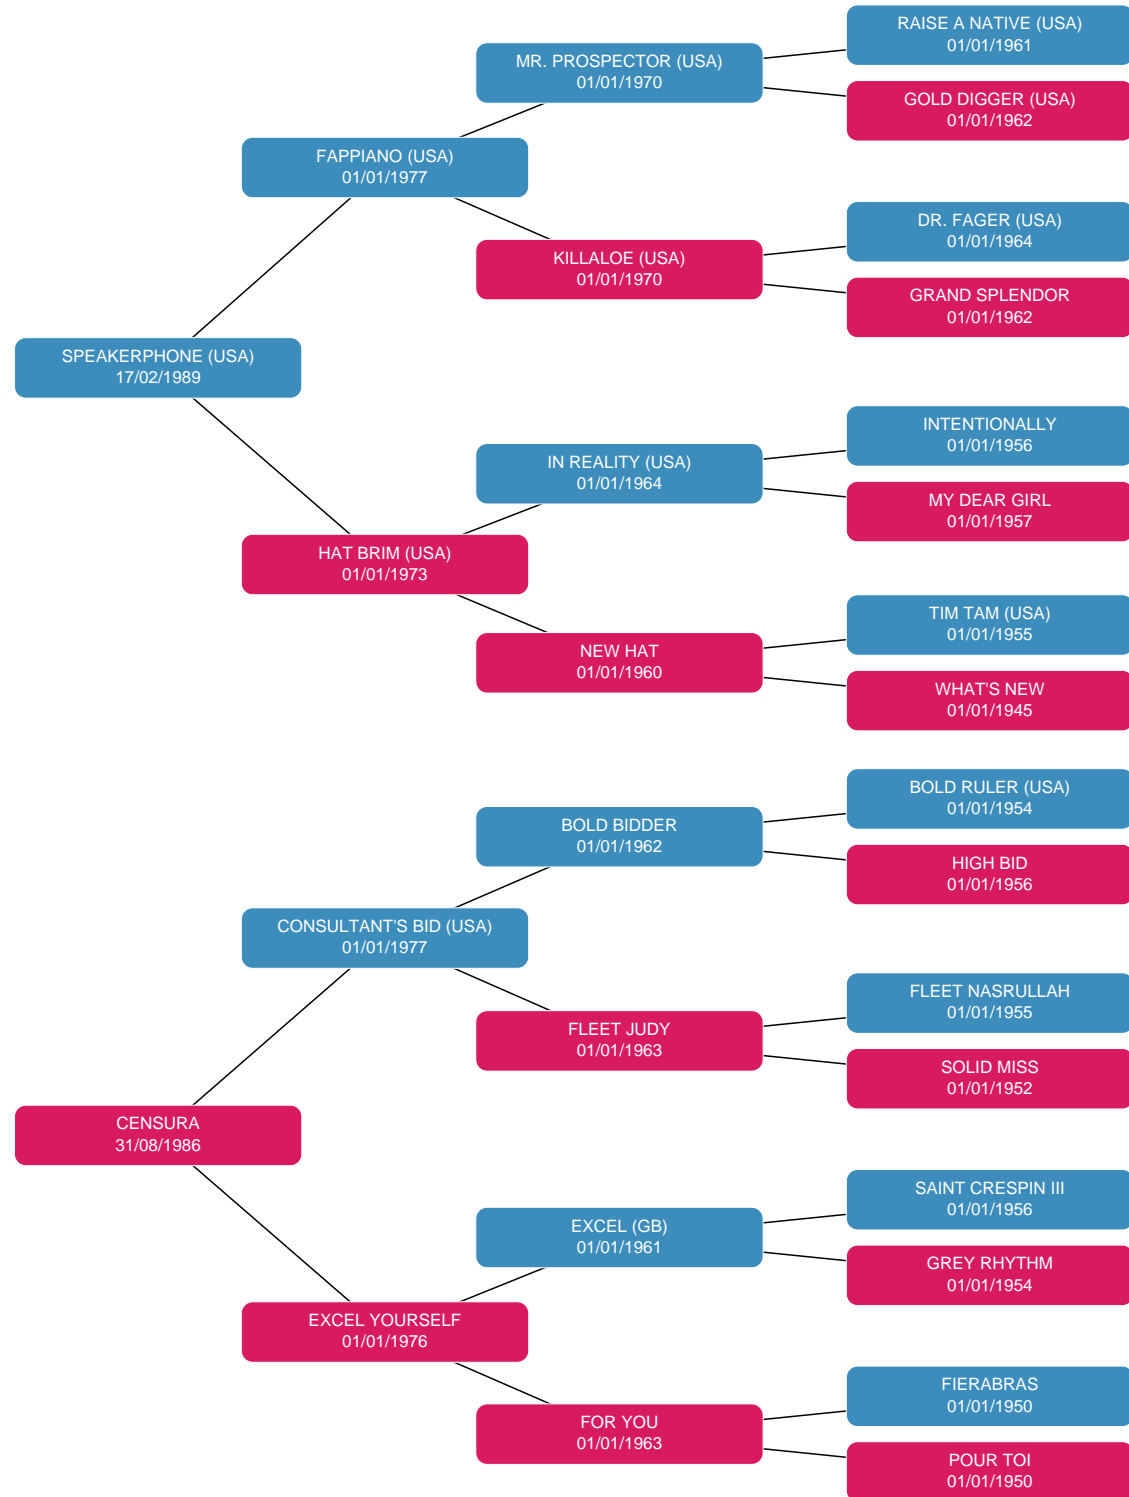 RAISE A NATIVE (USA)
01/01/1961
MR. PROSPECTOR (USA)
01/01/1970
GOLD DIGGER (USA)
01/01/1962
FAPPIANO (USA)
01/01/1977
DR. FAGER (USA)
01/01/1964
KILLALOE (USA)
01/01/1970
GRAND SPLENDOR
01/01/1962
SPEAKERPHONE (USA)
17/02/1989
INTENTIONALLY
01/01/1956
IN REALITY (USA)
01/01/1964
MY DEAR GIRL
01/01/1957
HAT BRIM (USA)
01/01/1973
TIM TAM (USA)
01/01/1955
NEW HAT
01/01/1960
WHAT'S NEW
01/01/1945
BOLD RULER (USA)
01/01/1954
BOLD BIDDER
01/01/1962
HIGH BID
01/01/1956
CONSULTANT'S BID (USA)
01/01/1977
FLEET NASRULLAH
01/01/1955
FLEET JUDY
01/01/1963
SOLID MISS
01/01/1952
CENSURA
31/08/1986
SAINT CRESPIN III
01/01/1956
EXCEL (GB)
01/01/1961
GREY RHYTHM
01/01/1954
EXCEL YOURSELF
01/01/1976
FIERABRAS
01/01/1950
FOR YOU
01/01/1963
POUR TOI
01/01/1950